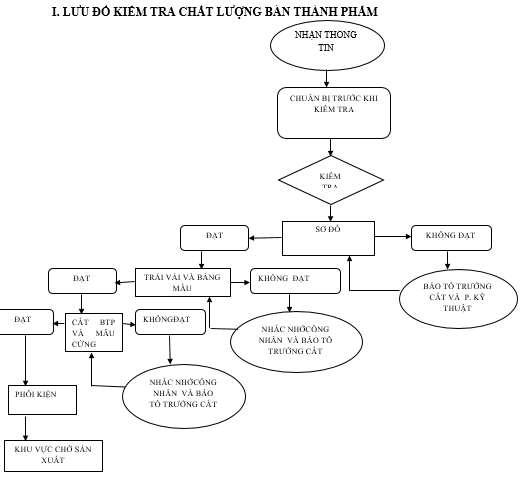 I. LƯU ĐỒ KIỂM TRA CHẤT LƯỢNG BÁN THÀNH PHẨM
NHẬN THÔNG
TIN
CHUẨN BỊ TRƯỚC KHI
KIỂM TRA
KIỂM
TRA
SƠ ĐỒ
ĐẠT
KHÔNG ĐẠT
BÁO TỔ TRƯỞNG
CẮT VÀ P. KỸ
THUẬT
TRẢI VẢI VÀ BẢNG
MẪU
ĐẠT
KHÔNG ĐẠT
NHẮC NHỞCÔNG
NHÂN VÀ BÁO TỔ
TRƯỞNG CẮT
CẮT BTP
VÀ MẪU
CỨNG
ĐẠT
KHÔNGĐẠT
NHẮC NHỞCÔNG
NHÂN VÀ BÁO
TỔ TRƯỞNG CẮT
PHỐI KIỆN
KHU VỰC CHỜ SẢN
XUẤT